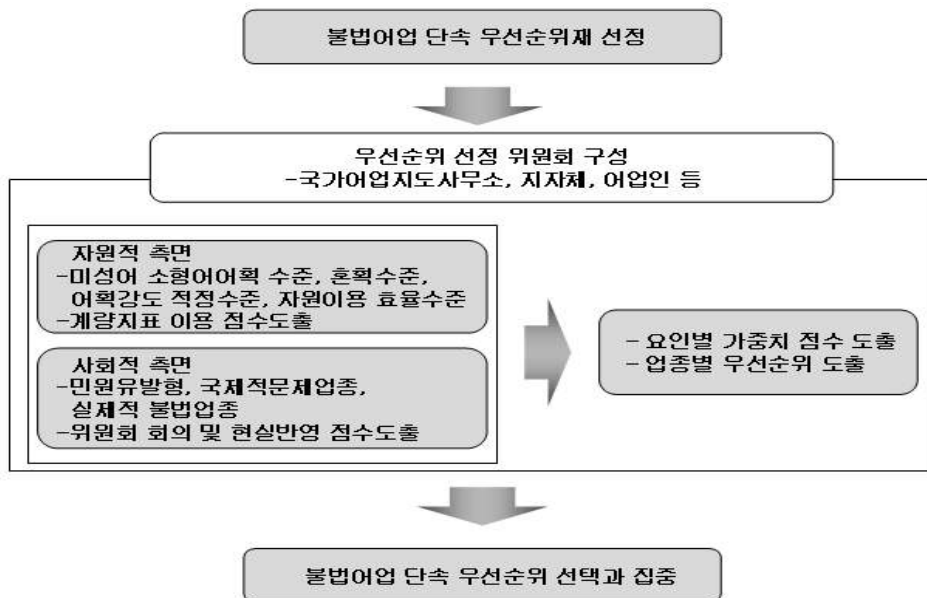 불법어업 단속 우선순위재 선정
우선순위 선정 위원회 구성
-국가어업지도사무소, 지자체, 어업인 등
자원적 측면
-미성어 소형어어획 수준, 혼획수준,
어획강도 적정수준, 자원이용 효율수준
-계량지표 이용 점수도출
사회적 측면
-민원유발형, 국제적문제업종,
실제적 불법업종
-위원회 회의 및 현실반영 점수도출
- 요인별 가중치 점수 도출
- 업종별 우선순위 도출
불법어업 단속 우선순위 선택과 집중